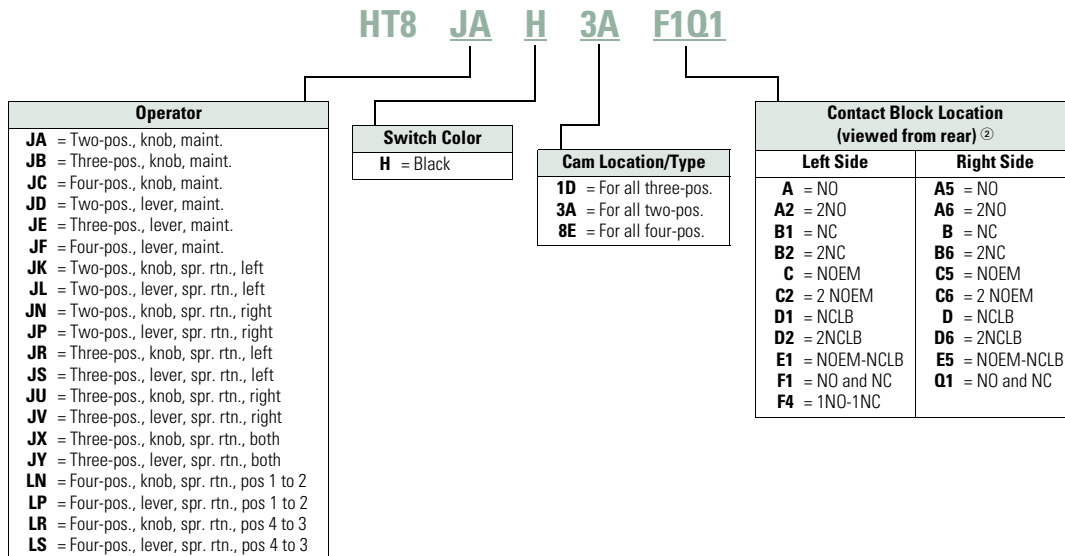 HT8 JA H 3A F1Q1
Operator
JA = Two-pos., knob, maint.
JB = Three-pos., knob, maint.
JC = Four-pos., knob, maint.
JD = Two-pos., lever, maint.
JE = Three-pos., lever, maint.
JF = Four-pos., lever, maint.
JK = Two-pos., knob, spr. rtn., left
JL = Two-pos., lever, spr. rtn., left
JN = Two-pos., knob, spr. rtn., right
JP = Two-pos., lever, spr. rtn., right
JR = Three-pos., knob, spr. rtn., left
JS = Three-pos., lever, spr. rtn., left
JU = Three-pos., knob, spr. rtn., right
JV = Three-pos., lever, spr. rtn., right
JX = Three-pos., knob, spr. rtn., both
JY = Three-pos., lever, spr. rtn., both
LN = Four-pos., knob, spr. rtn., pos 1 to 2
LP = Four-pos., lever, spr. rtn., pos 1 to 2
LR = Four-pos., knob, spr. rtn., pos 4 to 3
LS = Four-pos., lever, spr. rtn., pos 4 to 3
Switch Color
H = Black
Cam Location/Type
1D = For all three-pos.
3A = For all two-pos.
8E = For all four-pos.
Contact Block Location
(viewed from rear) ②
Left Side
A = NO
A2 = 2NO
B1 = NC
B2 = 2NC
C = NOEM
C2 = 2 NOEM
D1 = NCLB
D2 = 2NCLB
E1 = NOEM-NCLB
F1 = NO and NC
F4 = 1NO-1NC
Right Side
A5 = NO
A6 = 2NO
B = NC
B6 = 2NC
C5 = NOEM
C6 = 2 NOEM
D = NCLB
D6 = 2NCLB
E5 = NOEM-NCLB
Q1 = NO and NC